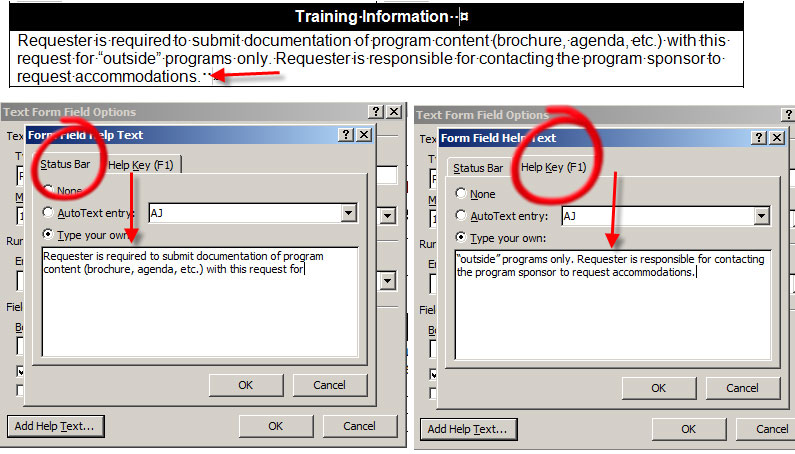 Training·Information··¤
Requester·is·required·to·submit·documentation·of·program·content·(brochure,·agenda,·etc.)·with·this·
request·for·“outside”·programs·only.··Requester·is·responsible·for·contacting·the·program·sponsor·to·
request·accommodations.··
Text Form Field Options
Form Field Help Text
Status Bar
Help Key (F1)
None
AutoText entry:
AJ
Type your own:
Requester is required to submit documentation of program
content (brochure, agenda, etc.) with this request for
OK
Cancel
Add Help Text...
OK
Cancel
Text Form Field Options
Form Field Help Text
Status Bar
Help Key (F1)
None
AutoText entry:
AJ
Type your own:
“outside” programs only. Requester is responsible for contacting
the program sponsor to request accommodations.
OK
Cancel
Add Help Text...
OK
Cancel